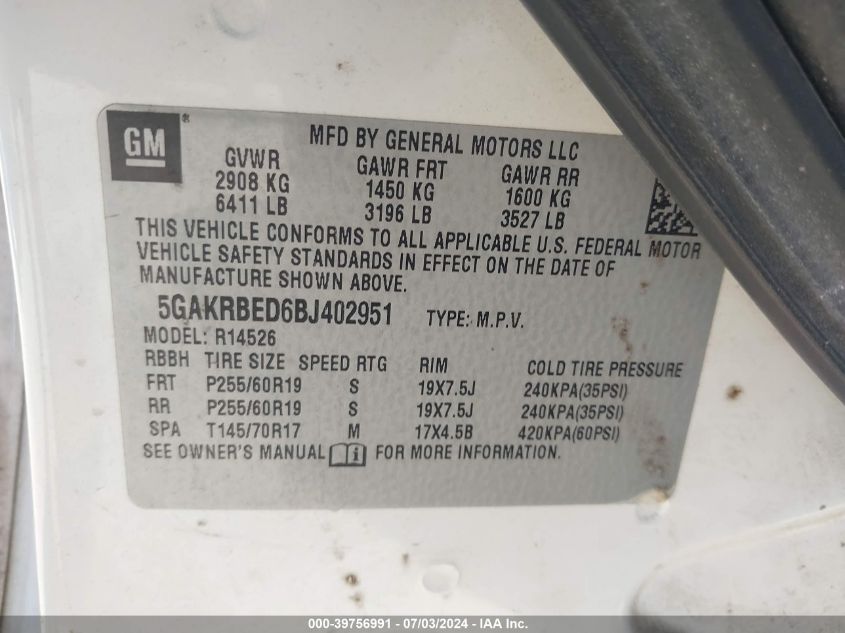 GM®
MFD BY GENERAL MOTORS LLC
GVWR GAWR FRT GAWR RR
2908 KG 1450 KG 1600 KG
6411 LB 3196 LB 3527 LB
THIS VEHICLE CONFORMS TO ALL APPLICABLE U.S. FEDERAL MOTOR
VEHICLE SAFETY STANDARDS IN EFFECT ON THE DATE OF
MANUFACTURE SHOWN ABOVE.
5GAKRBED6BJ402951 TYPE: M.P.V.
MODEL: R14526
RBBH TIRE SIZE SPEED RTG RIM COLD TIRE PRESSURE
FRT P255/60R19 S 19X7.5J 240KPA(35PSI)
RR P255/60R19 S 19X7.5J 240KPA(35PSI)
SPA T145/70R17 M 17X4.5B 420KPA(60PSI)
SEE OWNER'S MANUAL FOR MORE INFORMATION.
000-39756991 - 07/03/2024 - IAA Inc.